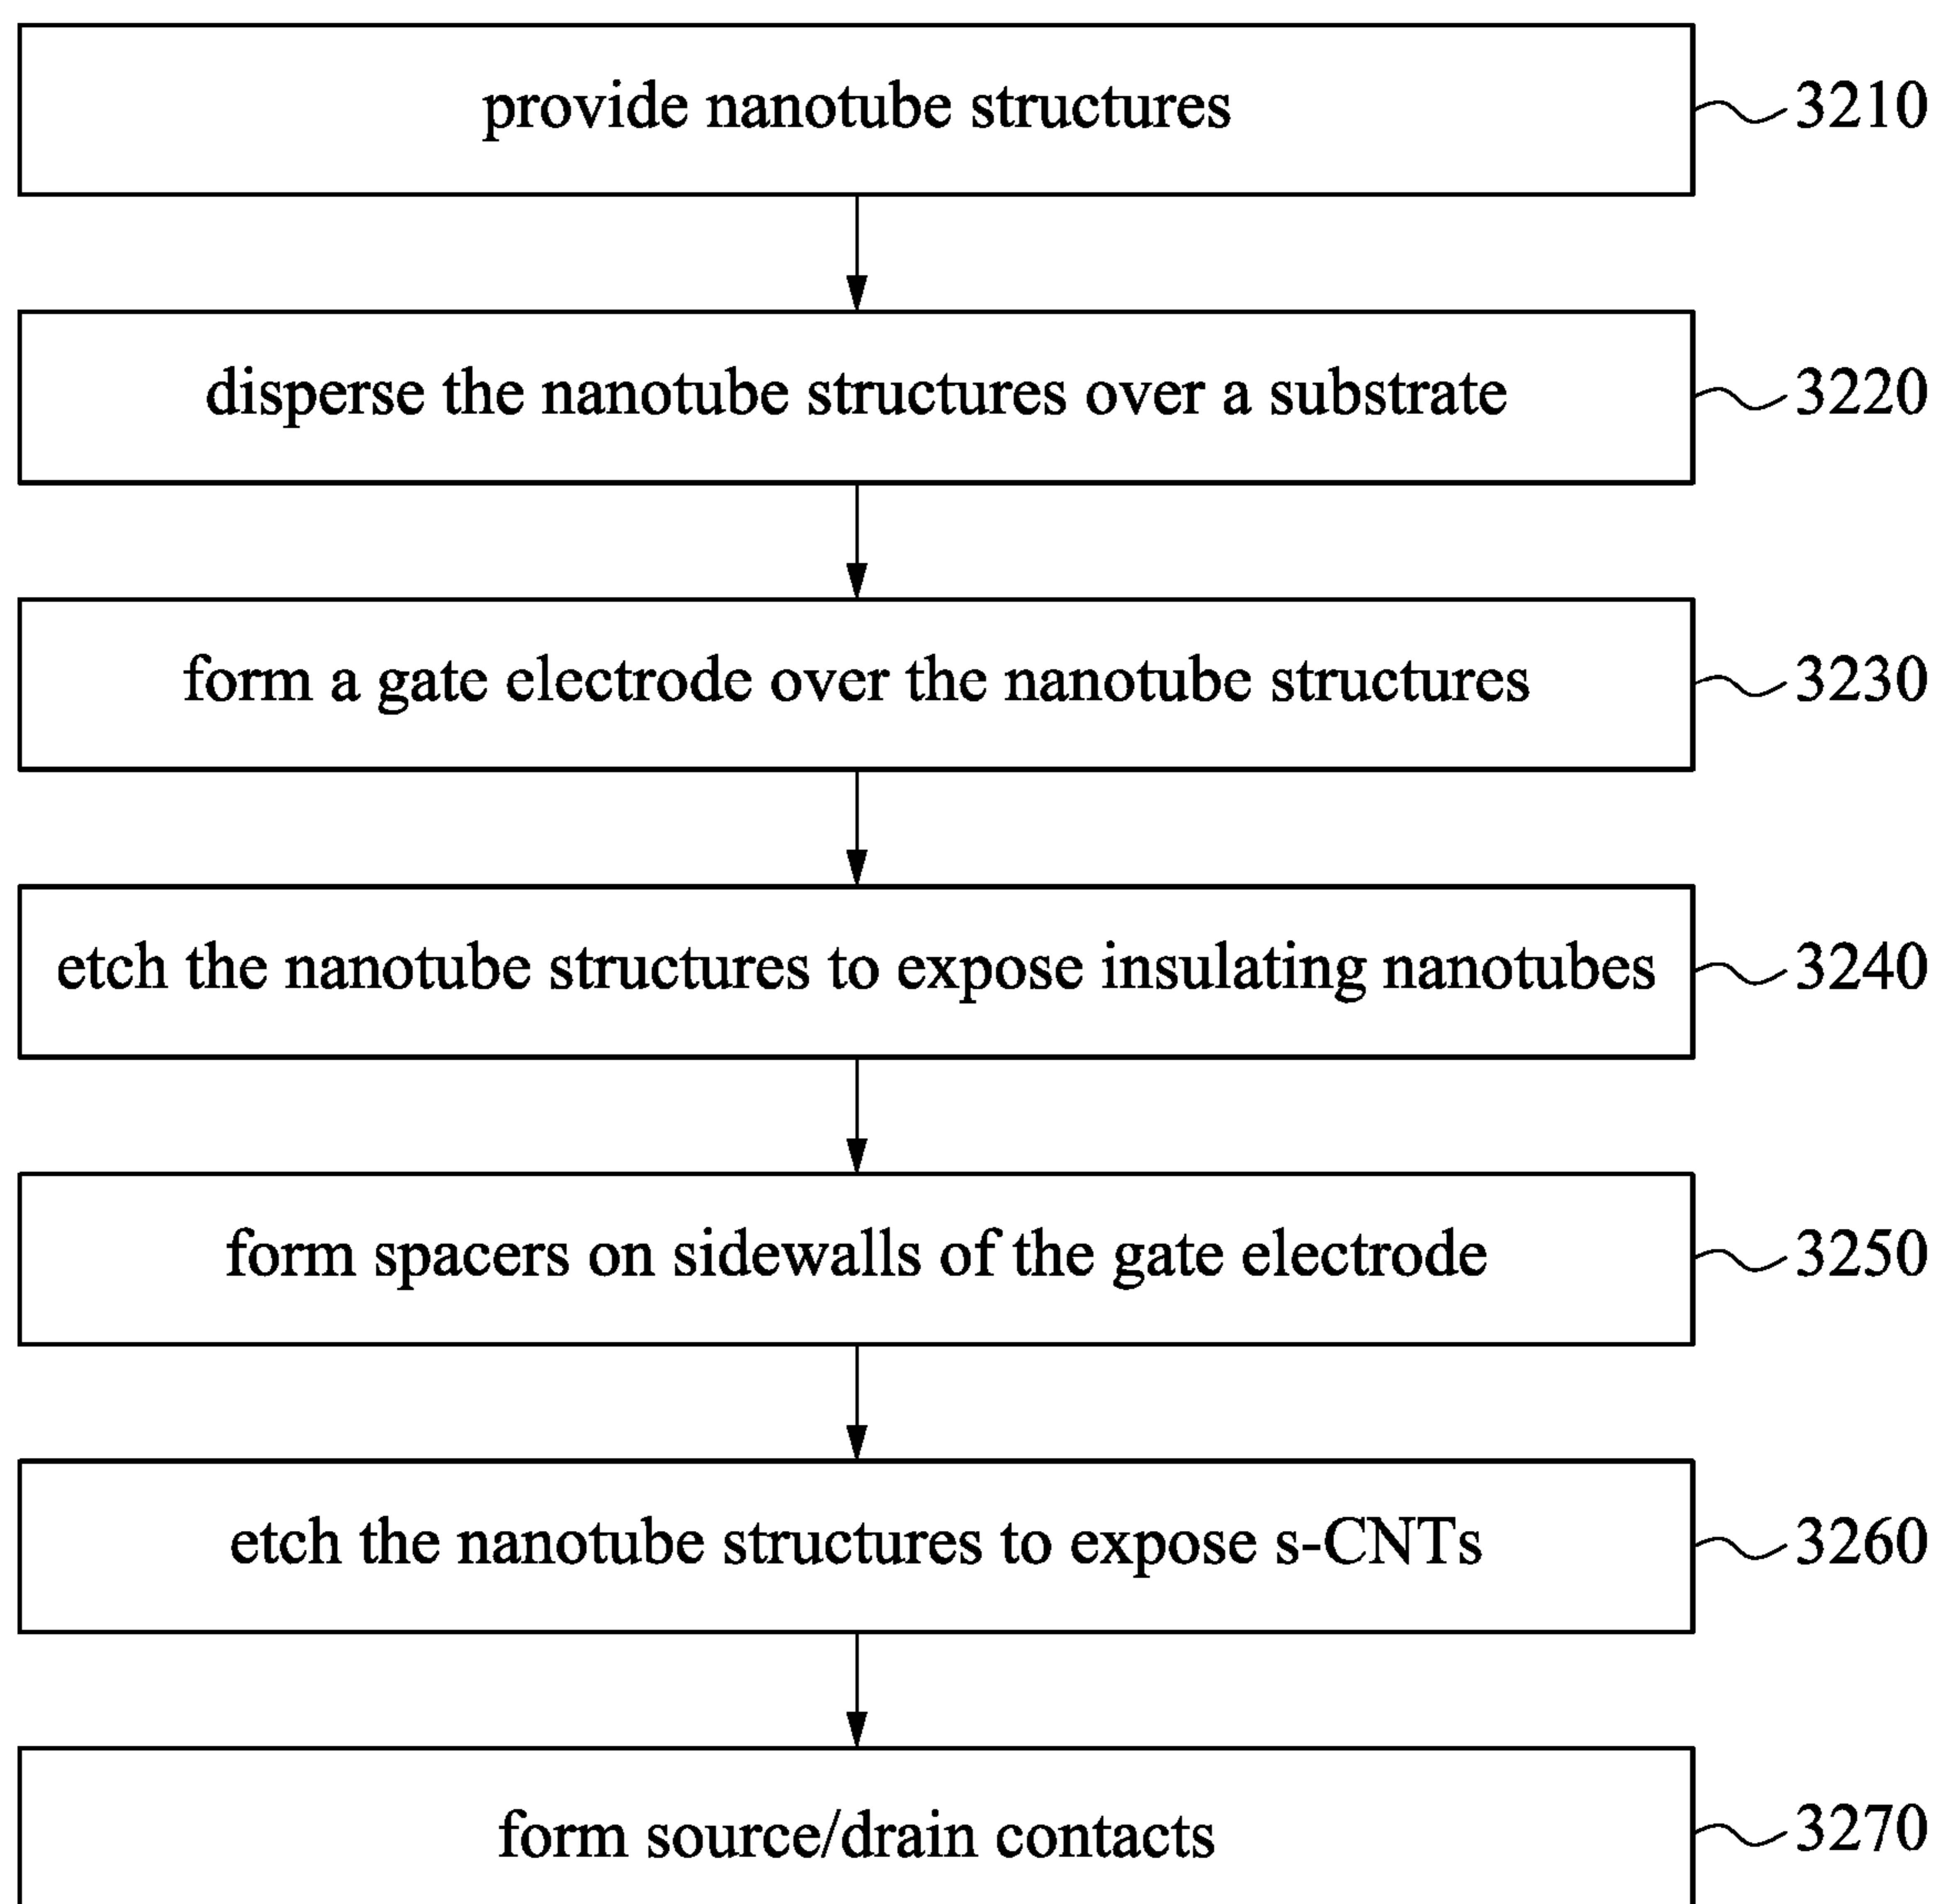 provide nanotube structures 3210
disperse the nanotube structures over a substrate 3220
form a gate electrode over the nanotube structures 3230
etch the nanotube structures to expose insulating nanotubes 3240
form spacers on sidewalls of the gate electrode 3250
etch the nanotube structures to expose s-CNTs 3260
form source/drain contacts 3270